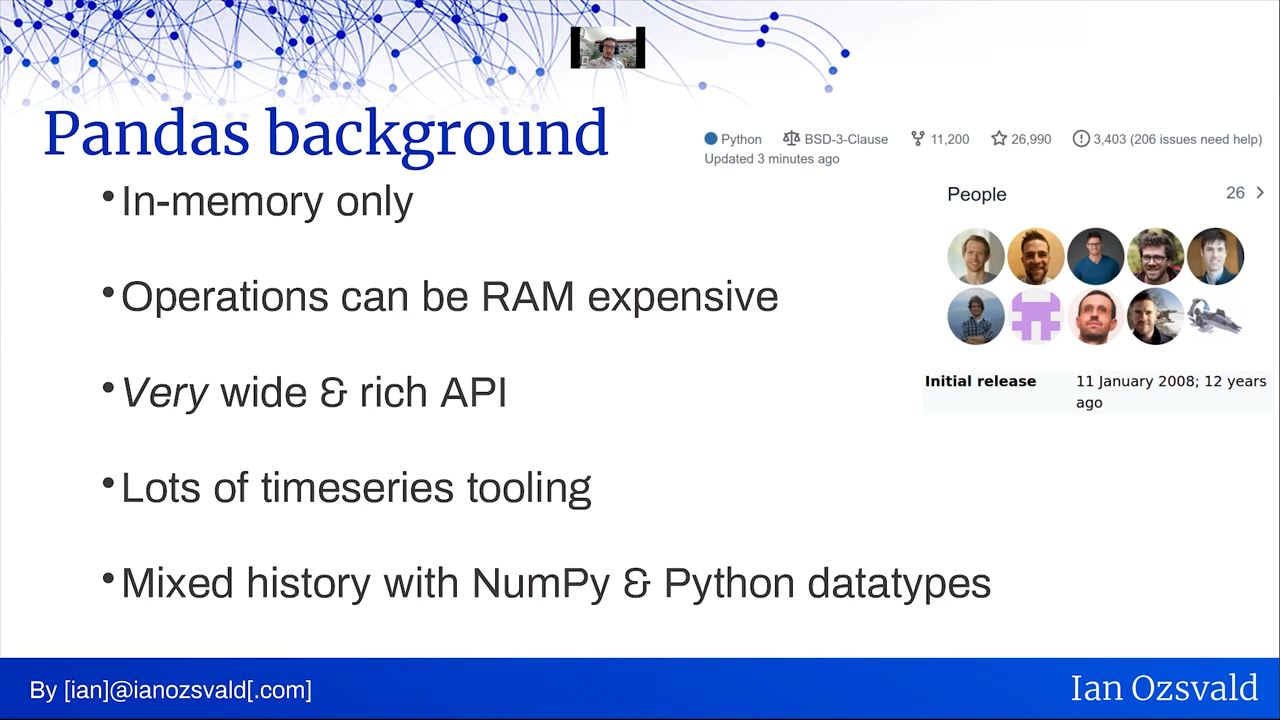 Pandas background
Python BSD-3-Clause 11,200 26,990 3,403 (206 issues need help)
Updated 3 minutes ago
People 26
Initial release 11 January 2008; 12 years
ago
•In-memory only
•Operations can be RAM expensive
•Very wide & rich API
•Lots of timeseries tooling
•Mixed history with NumPy & Python datatypes
By [ian]@ianozsvald[.com]
Ian Ozsvald